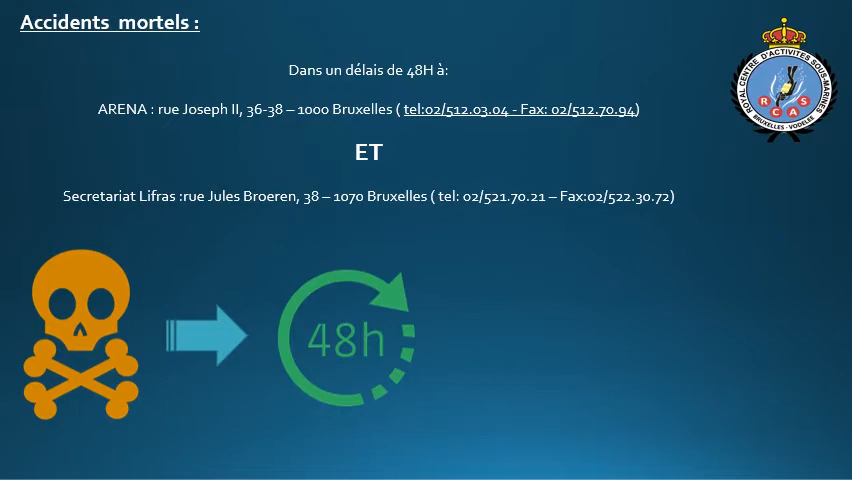 Accidents mortels :
Dans un délais de 48H à:
ARENA : rue Joseph II, 36-38 – 1000 Bruxelles ( tel:02/512.03.04 - Fax: 02/512.70.94)
ET
Secretariat Lifras :rue Jules Broeren, 38 – 1070 Bruxelles ( tel: 02/521.70.21 – Fax:02/522.30.72)
48h
ROYAL CENTRE D'ACTIVITES SOUS-MARINES
R C A S
BRUXELLES - VODELEE